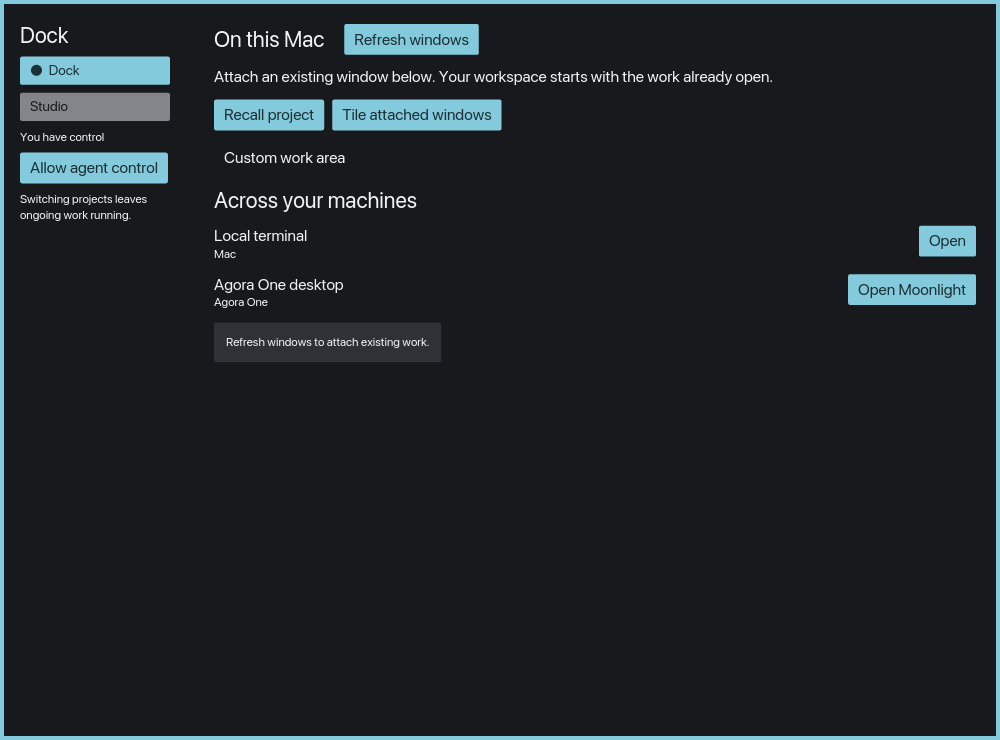 Dock
Dock
Studio
You have control
Allow agent control
Switching projects leaves
ongoing work running.
On this Mac
Refresh windows
Attach an existing window below. Your workspace starts with the work already open.
Recall project
Tile attached windows
Custom work area
Across your machines
Local terminal
Mac
Open
Agora One desktop
Agora One
Open Moonlight
Refresh windows to attach existing work.